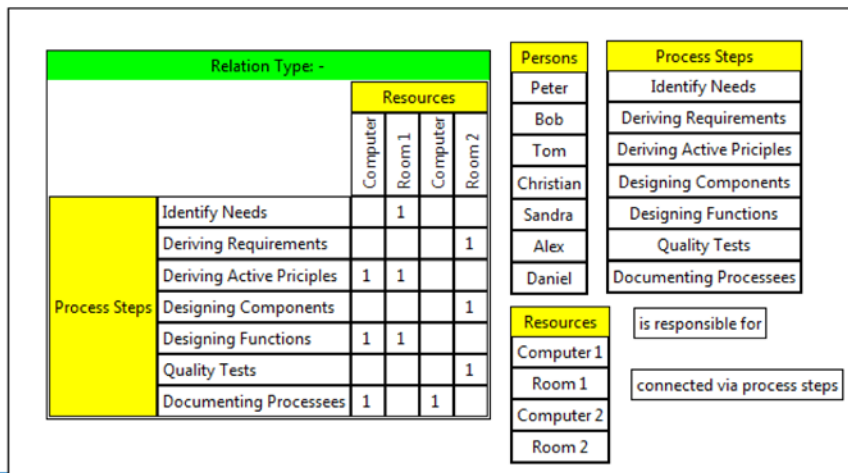 Relation Type: -
Resources
Computer
Room 1
Computer
Room 2
Process Steps
Identify Needs 1
Deriving Requirements 1
Deriving Active Priciples 1 1
Designing Components 1
Designing Functions 1 1
Quality Tests 1
Documenting Processees 1 1
Persons
Peter
Bob
Tom
Christian
Sandra
Alex
Daniel
Process Steps
Identify Needs
Deriving Requirements
Deriving Active Priciples
Designing Components
Designing Functions
Quality Tests
Documenting Processees
Resources
Computer 1
Room 1
Computer 2
Room 2
is responsible for
connected via process steps